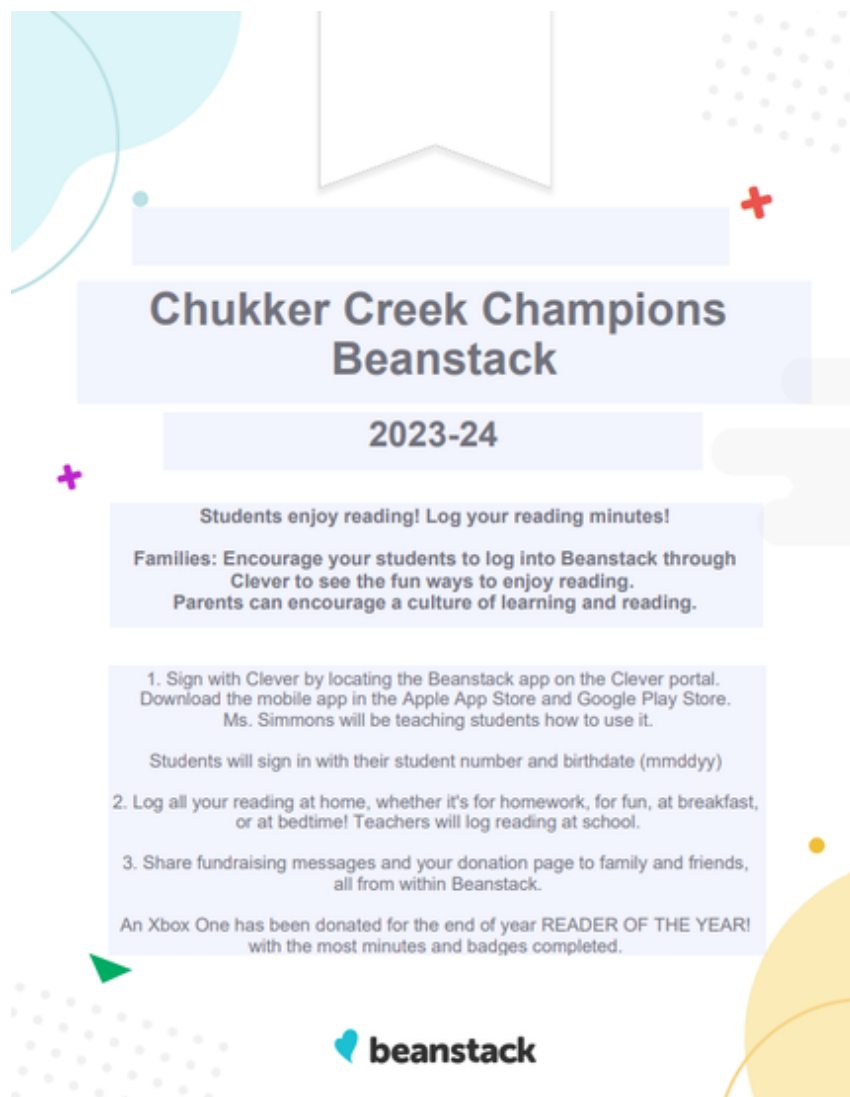 Chukker Creek Champions
Beanstack
2023-24
Students enjoy reading! Log your reading minutes!
Families: Encourage your students to log into Beanstack through
Clever to see the fun ways to enjoy reading.
Parents can encourage a culture of learning and reading.
1. Sign with Clever by locating the Beanstack app on the Clever portal.
Download the mobile app in the Apple App Store and Google Play Store.
Ms. Simmons will be teaching students how to use it.
Students will sign in with their student number and birthdate (mmddyy)
2. Log all your reading at home, whether it's for homework, for fun, at breakfast,
or at bedtime! Teachers will log reading at school.
3. Share fundraising messages and your donation page to family and friends,
all from within Beanstack.
An Xbox One has been donated for the end of year READER OF THE YEAR!
with the most minutes and badges completed.
beanstack